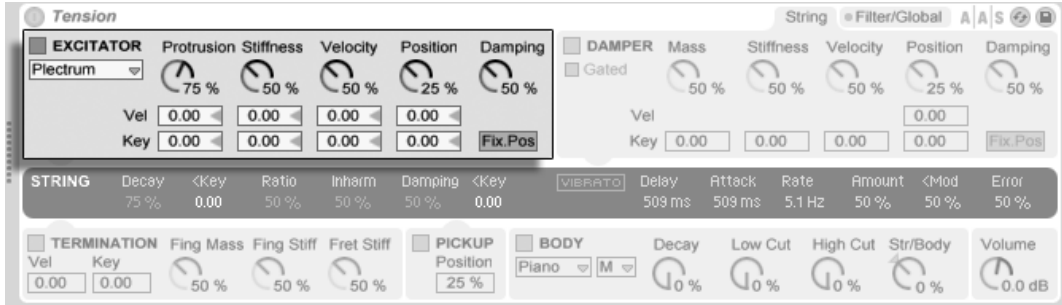 Tension String Filter/Global A A S
EXCITATOR Protrusion Stiffness Velocity Position Damping
Plectrum
75 % 50 % 50 % 25 % 50 %
Vel 0.00 0.00 0.00 0.00
Key 0.00 0.00 0.00 0.00 Fix.Pos
DAMPER Mass Stiffness Velocity Position Damping
Gated
50 % 50 % 50 % 25 % 50 %
Vel 0.00
Key 0.00 0.00 0.00 0.00 Fix.Pos
STRING Decay <Key Ratio Inharm Damping <Key VIBRATO Delay Attack Rate Amount <Mod Error
75 % 0.00 50 % 50 % 50 % 0.00 509 ms 509 ms 5.1 Hz 50 % 50 % 50 %
TERMINATION Fing Mass Fing Stiff Fret Stiff
Vel Key
0.00 0.00 50 % 50 % 50 %
PICKUP
Position
25 %
BODY Decay Low Cut High Cut Str/Body
Piano M
0 % 0 % 0 % 0 %
Volume
0.0 dB